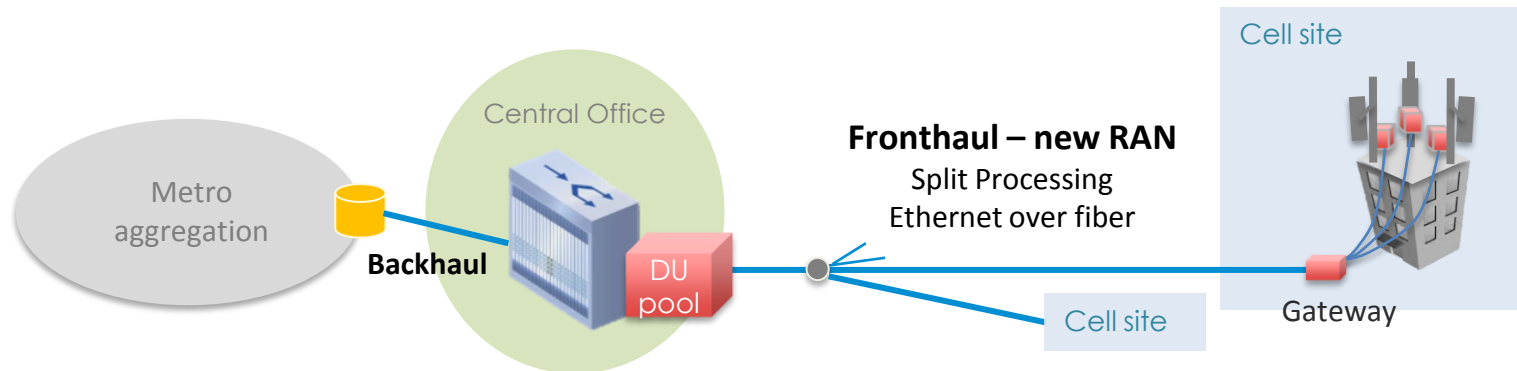 Metro
aggregation
Backhaul
Central Office
DU
pool
Fronthaul – new RAN
Split Processing
Ethernet over fiber
Cell site
Cell site
Gateway